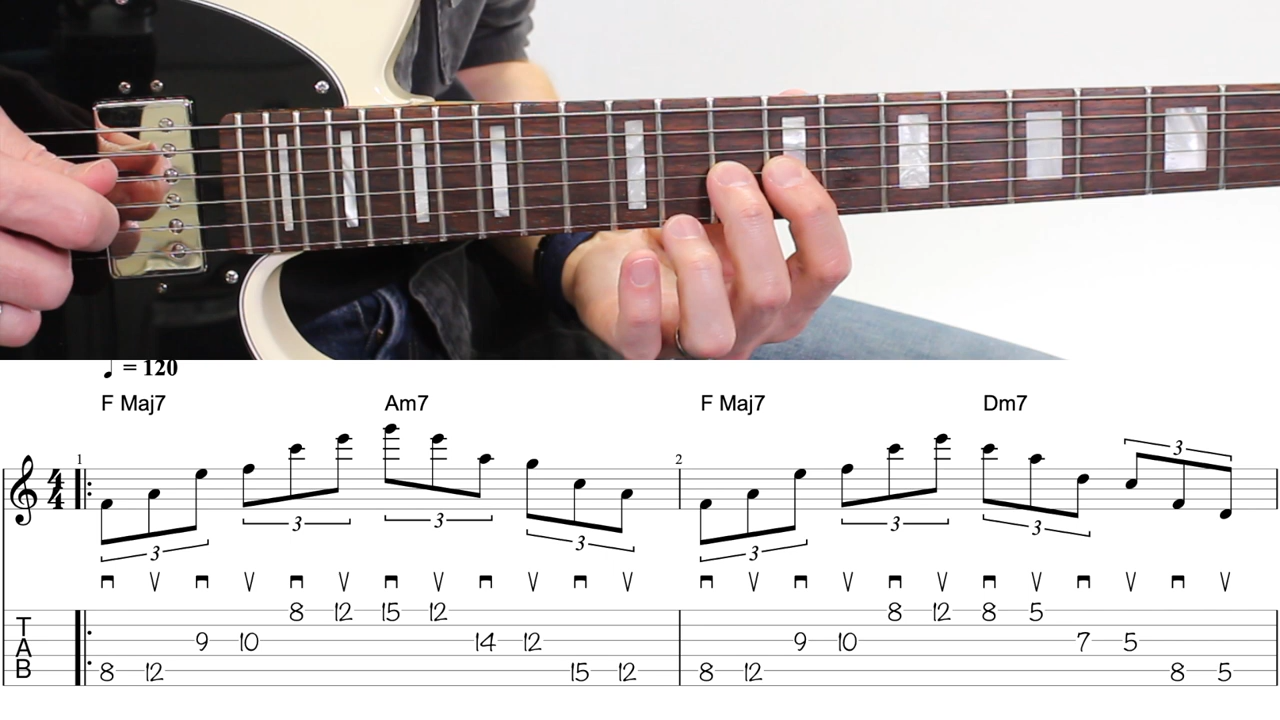 ♩ = 120
F Maj7 Am7 F Maj7 Dm7
1 2 3
4 4
3 3 3 3 3 3 3
8 12 15 12 8 12 8 5
T
9 10 14 12 9 10 7 5
A
B 8 12 15 12 8 12 8 5